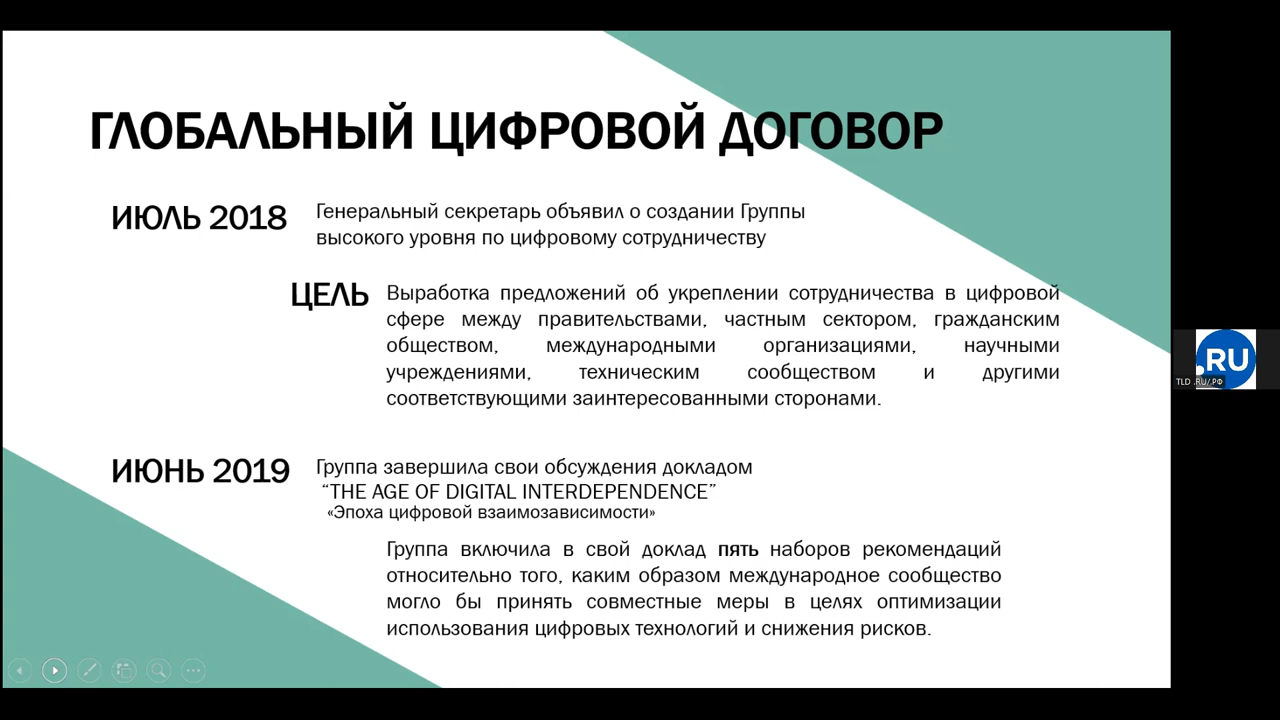 ГЛОБАЛЬНЫЙ ЦИФРОВОЙ ДОГОВОР
ИЮЛЬ 2018
Генеральный секретарь объявил о создании Группы
высокого уровня по цифровому сотрудничеству
ЦЕЛЬ
Выработка предложений об укреплении сотрудничества в цифровой
сфере между правительствами, частным сектором, гражданским
обществом, международными организациями, научными
учреждениями, техническим сообществом и другими
соответствующими заинтересованными сторонами.
ИЮНЬ 2019
Группа завершила свои обсуждения докладом
“THE AGE OF DIGITAL INTERDEPENDENCE”
«Эпоха цифровой взаимозависимости»
Группа включила в свой доклад пять наборов рекомендаций
относительно того, каким образом международное сообщество
могло бы принять совместные меры в целях оптимизации
использования цифровых технологий и снижения рисков.
.RU
TLD .RU/.РФ